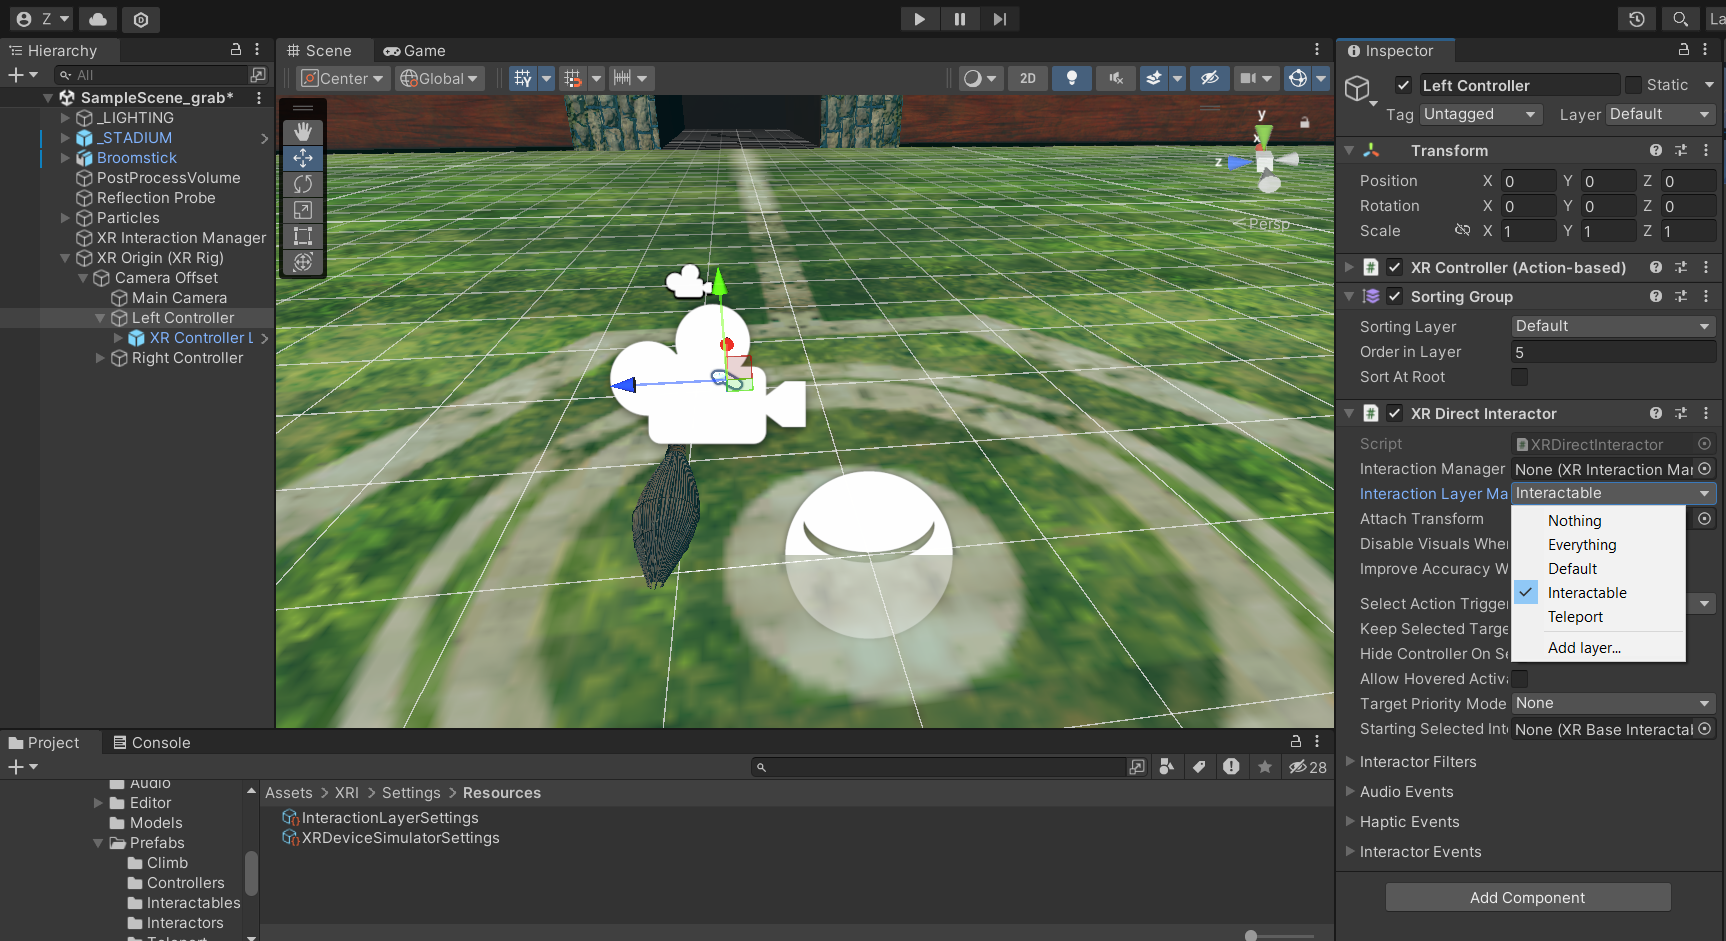 Z
La
Hierarchy
All
SampleScene_grab*
_LIGHTING
_STADIUM
Broomstick
PostProcessVolume
Reflection Probe
Particles
XR Interaction Manager
XR Origin (XR Rig)
Camera Offset
Main Camera
Left Controller
XR Controller L
Right Controller
Scene
Game
Center
Global
2D
y
x
z
Persp
Inspector
Left Controller
Static
Tag
Untagged
Layer
Default
Transform
Position
X
0
Y
0
Z
0
Rotation
X
0
Y
0
Z
0
Scale
X
1
Y
1
Z
1
XR Controller (Action-based)
Sorting Group
Sorting Layer
Default
Order in Layer
5
Sort At Root
XR Direct Interactor
Script
XRDirectInteractor
Interaction Manager
None (XR Interaction Mar
Interaction Layer Ma
Interactable
Nothing
Everything
Default
Interactable
Teleport
Add layer...
Attach Transform
Disable Visuals When
Improve Accuracy W
Select Action Trigge
Keep Selected Targe
Hide Controller On Se
Allow Hovered Activa
Target Priority Mode
None
Starting Selected Int
None (XR Base Interactal
Interactor Filters
Audio Events
Haptic Events
Interactor Events
Add Component
Project
Console
28
Audio
Editor
Models
Prefabs
Climb
Controllers
Interactables
Interactors
Teleport
Assets > XRI > Settings > Resources
InteractionLayerSettings
XRDeviceSimulatorSettings